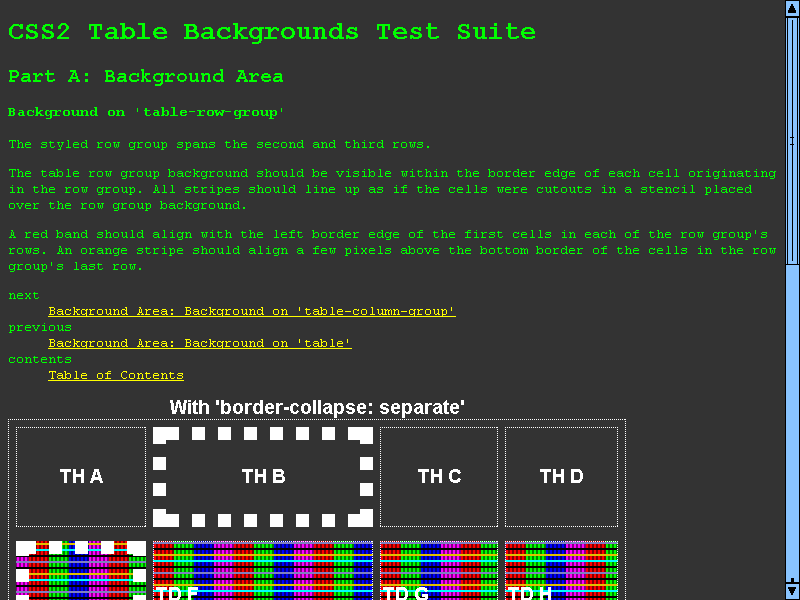 CSS2 Table Backgrounds Test Suite
Part A: Background Area
Background on 'table-row-group'
The styled row group spans the second and third rows.
The table row group background should be visible within the border edge of each cell originating
in the row group. All stripes should line up as if the cells were cutouts in a stencil placed
over the row group background.
A red band should align with the left border edge of the first cells in each of the row group's
rows. An orange stripe should align a few pixels above the bottom border of the cells in the row
group's last row.
next
Background Area: Background on 'table-column-group'
previous
Background Area: Background on 'table'
contents
Table of Contents
With 'border-collapse: separate'
TH A TH B TH C TH D
TD F TD G TD H